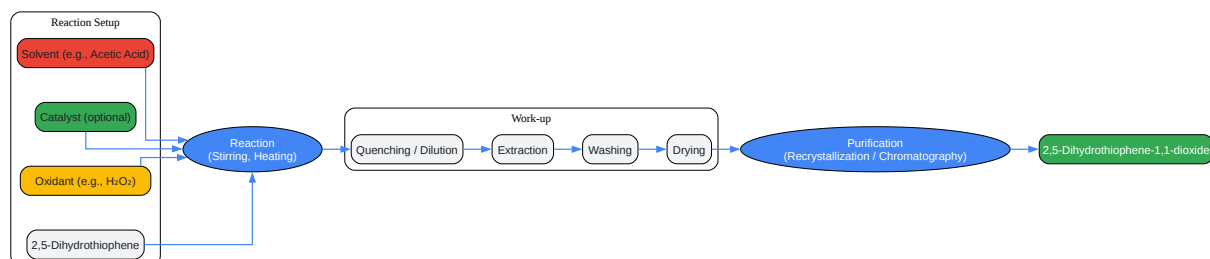 Reaction Setup
Solvent (e.g., Acetic Acid)
Catalyst (optional)
Oxidant (e.g., H₂O₂)
2,5-Dihydrothiophene
Reaction
(Stirring, Heating)
Work-up
Quenching / Dilution
Extraction
Washing
Drying
Purification
(Recrystallization / Chromatography)
2,5-Dihydrothiophene-1,1-dioxide